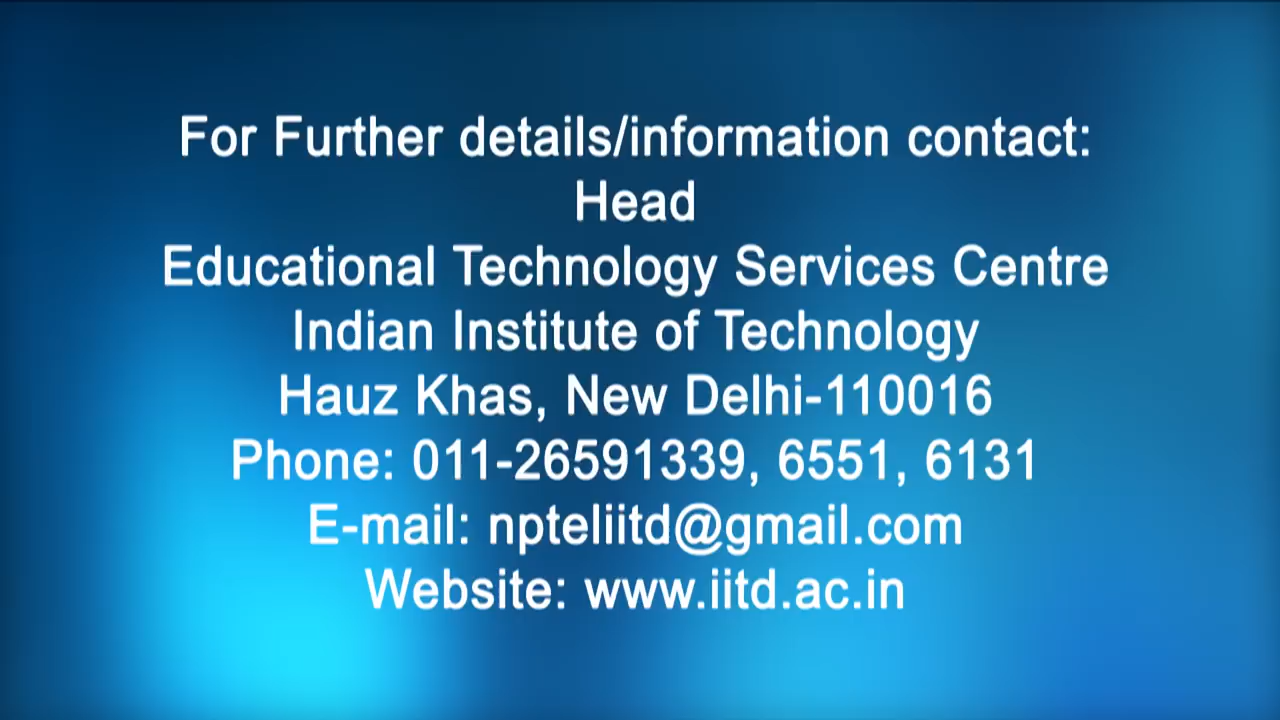 For Further details/information contact:
Head
Educational Technology Services Centre
Indian Institute of Technology
Hauz Khas, New Delhi-110016
Phone: 011-26591339, 6551, 6131
E-mail: npteliitd@gmail.com
Website: www.iitd.ac.in